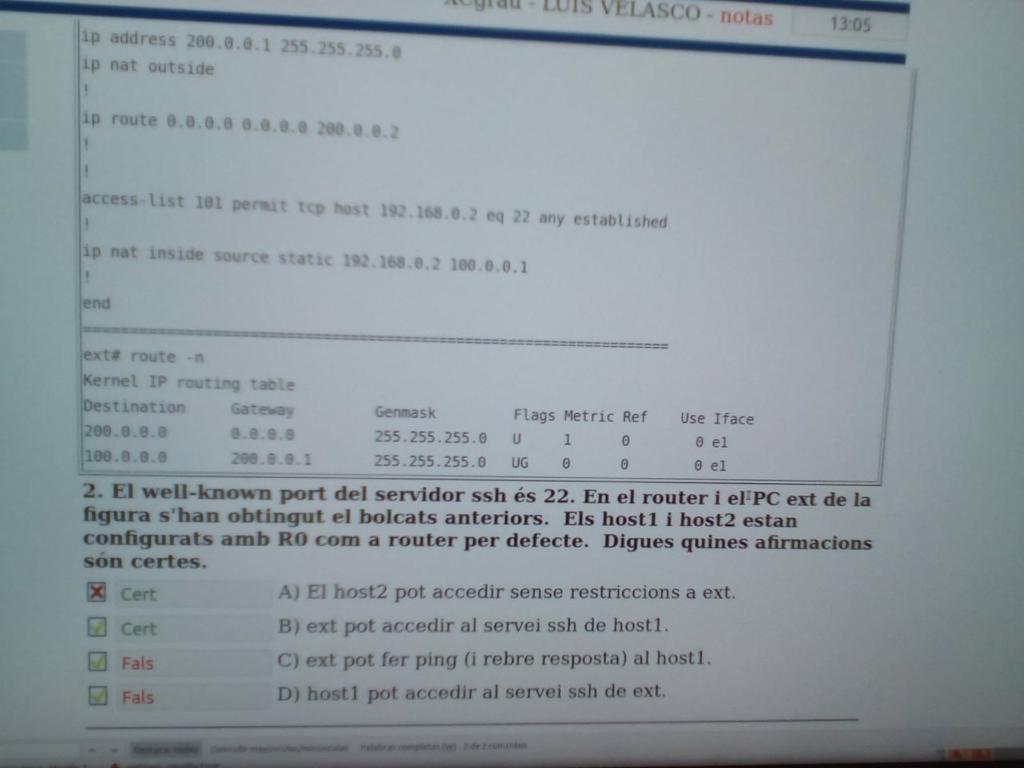 xCgrau - LUIS VELASCO - notas
13:05
ip address 200.0.0.1 255.255.255.0
ip nat outside
!
ip route 0.0.0.0 0.0.0.0 200.0.0.2
!
!
access-list 101 permit tcp host 192.168.0.2 eq 22 any established
!
ip nat inside source static 192.168.0.2 100.0.0.1
!
end
====================================================================
ext# route -n
Kernel IP routing table
Destination Gateway Genmask Flags Metric Ref Use Iface
200.0.0.0 0.0.0.0 255.255.255.0 U 1 0 0 e1
100.0.0.0 200.0.0.1 255.255.255.0 UG 0 0 0 e1
2. El well-known port del servidor ssh és 22. En el router i el PC ext de la
figura s'han obtingut el bolcats anteriors. Els host1 i host2 estan
configurats amb R0 com a router per defecte. Digues quines afirmacions
són certes.
Cert A) El host2 pot accedir sense restriccions a ext.
Cert B) ext pot accedir al servei ssh de host1.
Fals C) ext pot fer ping (i rebre resposta) al host1.
Fals D) host1 pot accedir al servei ssh de ext.